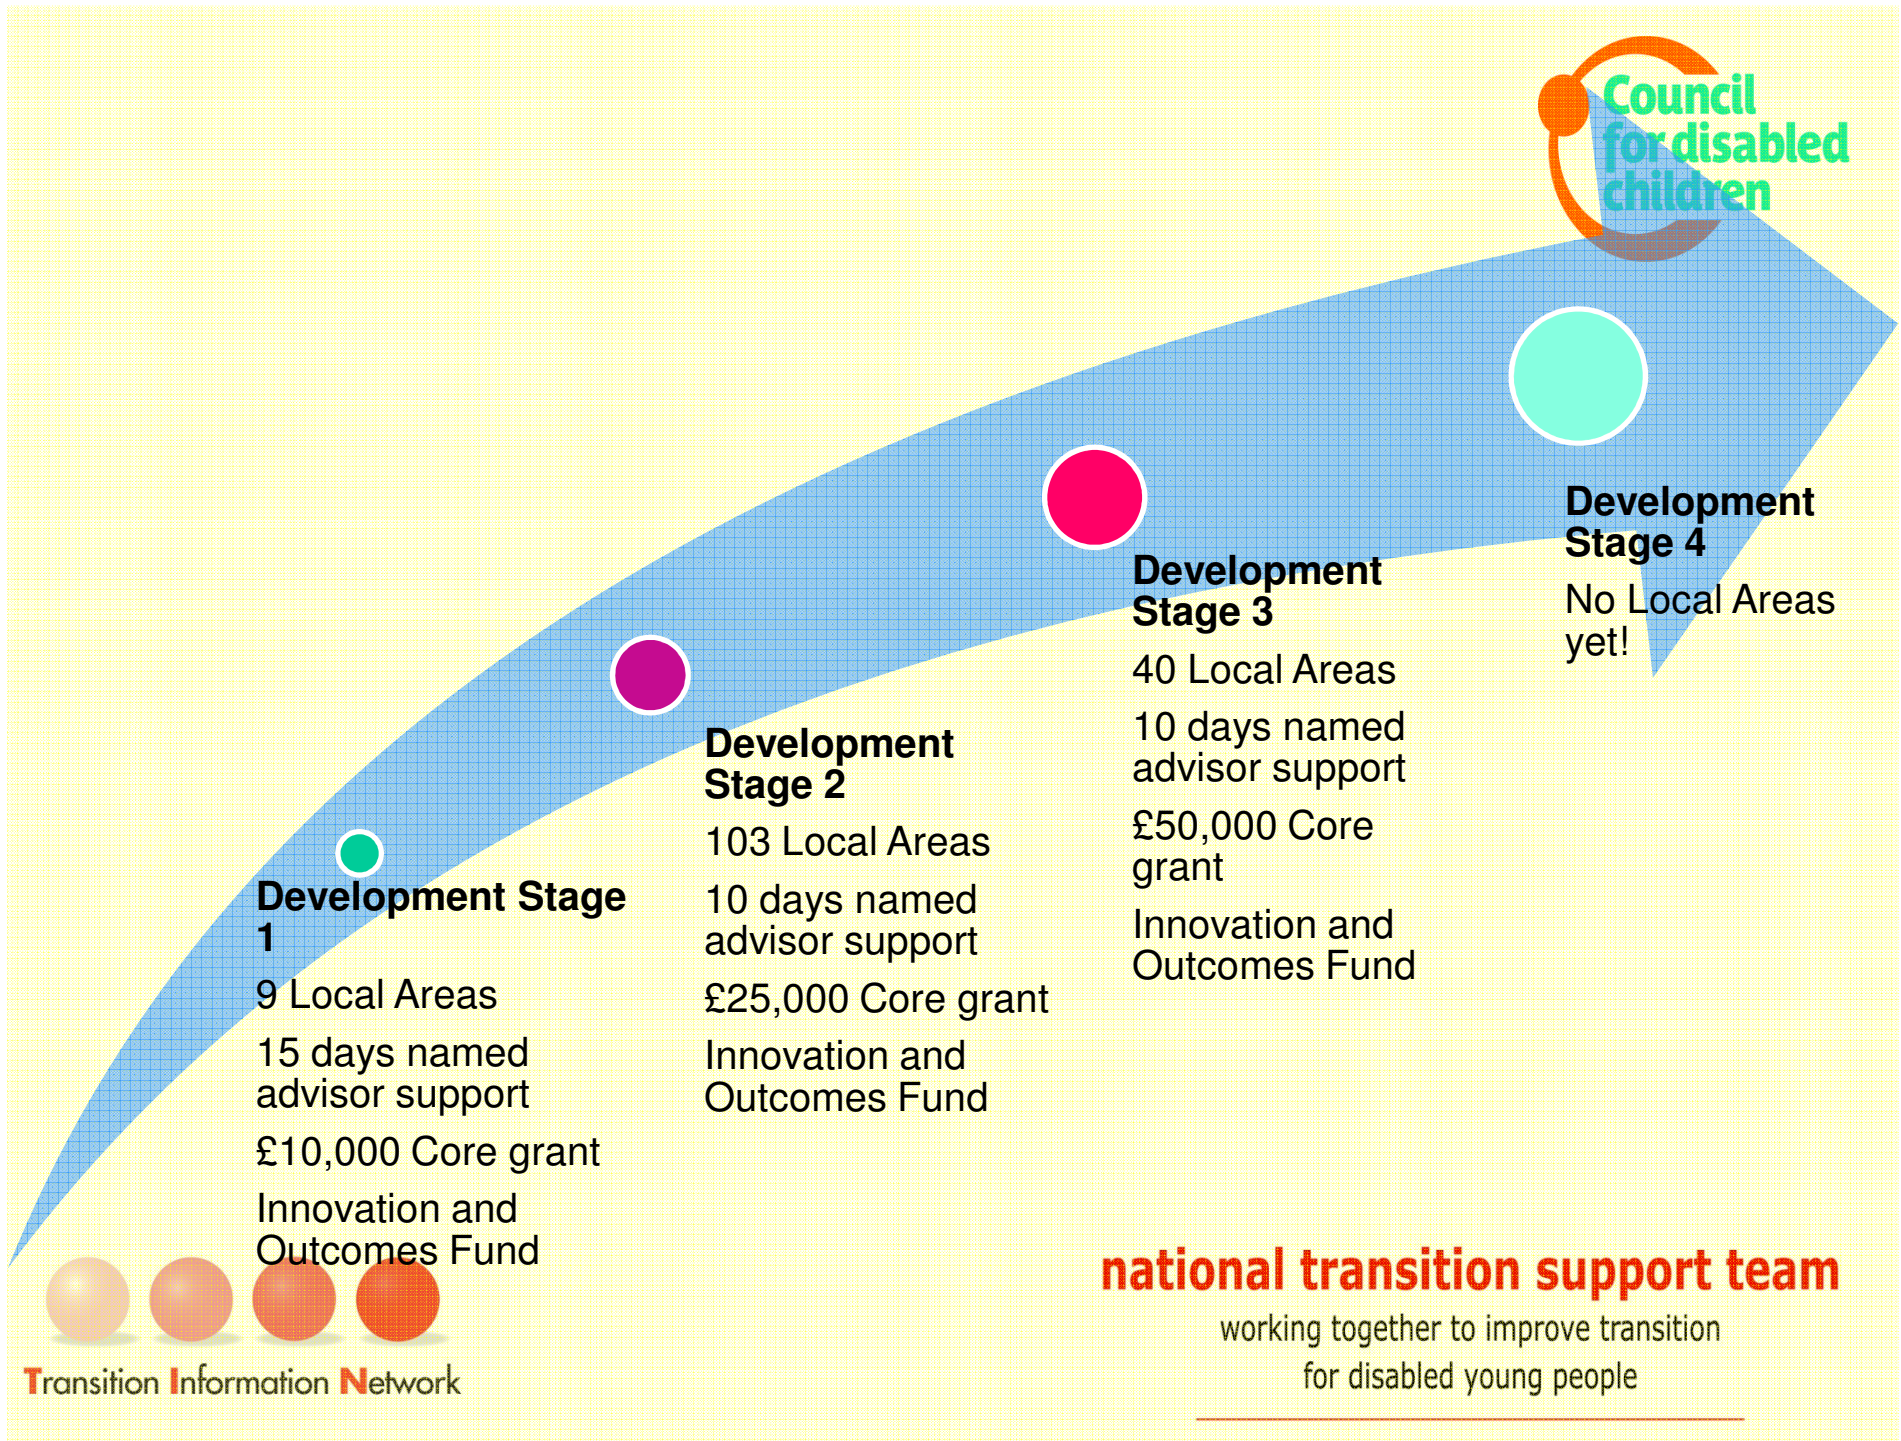 Council
for disabled
children
Development Stage
1
9 Local Areas
15 days named
advisor support
£10,000 Core grant
Innovation and
Outcomes Fund
Development
Stage 2
103 Local Areas
10 days named
advisor support
£25,000 Core grant
Innovation and
Outcomes Fund
Development
Stage 3
40 Local Areas
10 days named
advisor support
£50,000 Core
grant
Innovation and
Outcomes Fund
Development
Stage 4
No Local Areas
yet!
Transition Information Network
national transition support team
working together to improve transition
for disabled young people